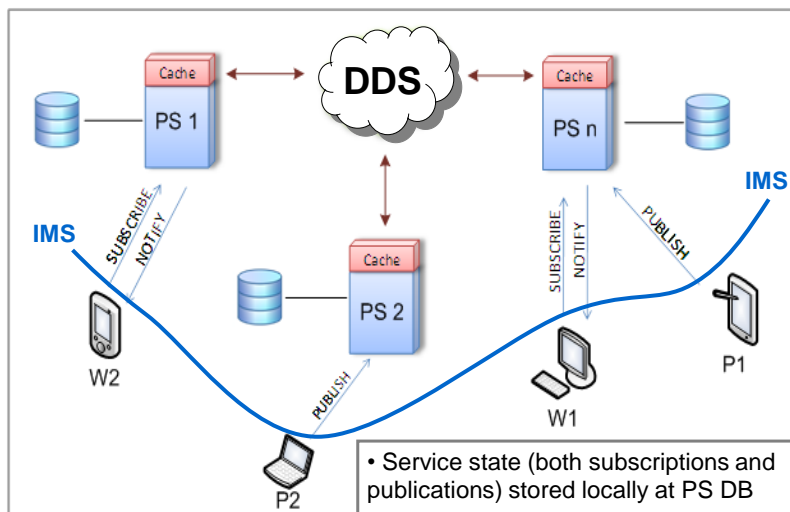 Cache
PS 1
DDS
Cache
PS n
IMS
IMS
SUBSCRIBE
NOTIFY
SUBSCRIBE
NOTIFY
PUBLISH
Cache
PS 2
W2
PUBLISH
P2
W1
P1
• Service state (both subscriptions and
publications) stored locally at PS DB